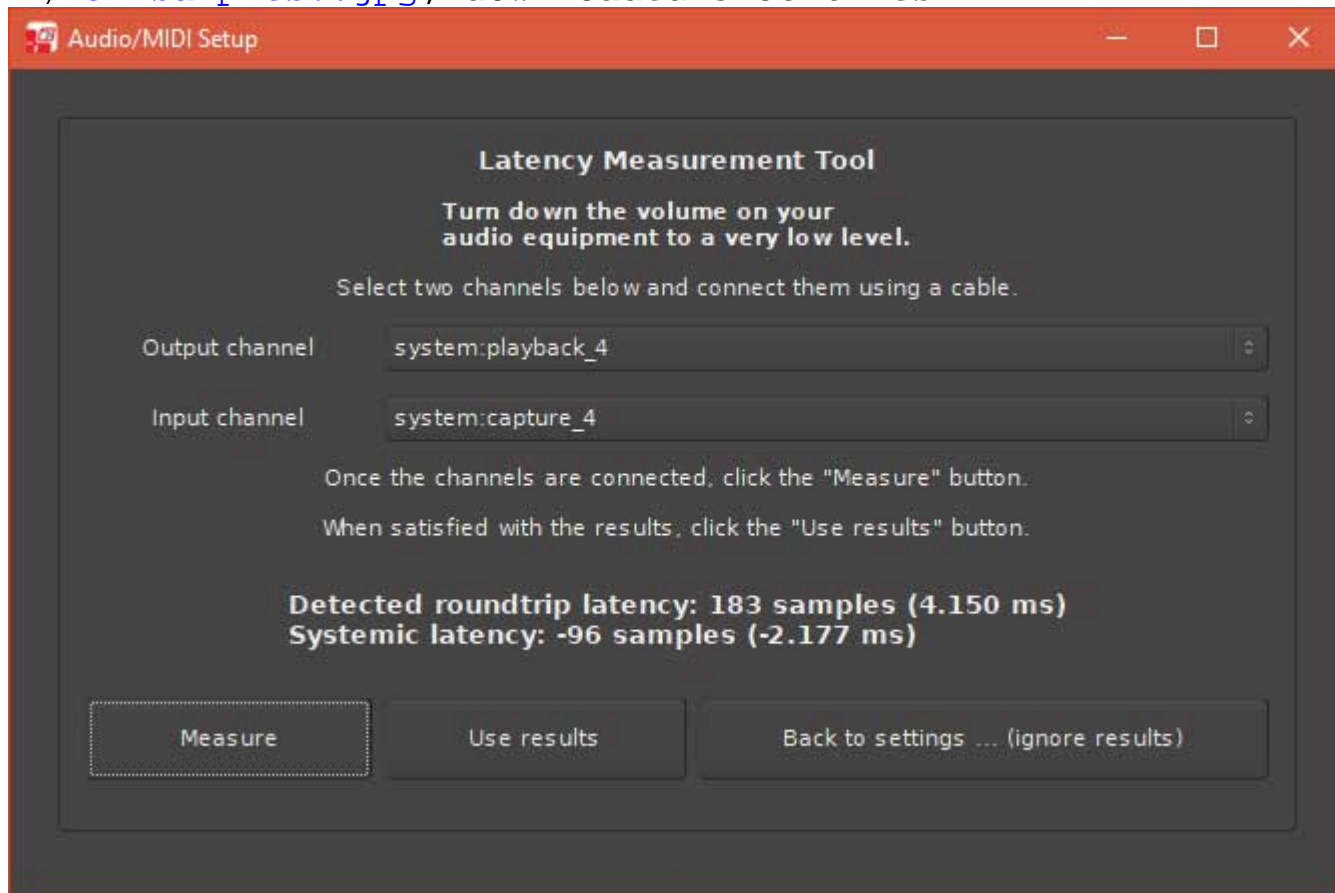 Audio/MIDI Setup
Latency Measurement Tool
Turn down the volume on your
audio equipment to a very low level.
Select two channels below and connect them using a cable.
Output channel system:playback_4
Input channel system:capture_4
Once the channels are connected, click the "Measure" button.
When satisfied with the results, click the "Use results" button.
Detected roundtrip latency: 183 samples (4.150 ms)
Systemic latency: -96 samples (-2.177 ms)
Measure Use results Back to settings ... (ignore results)